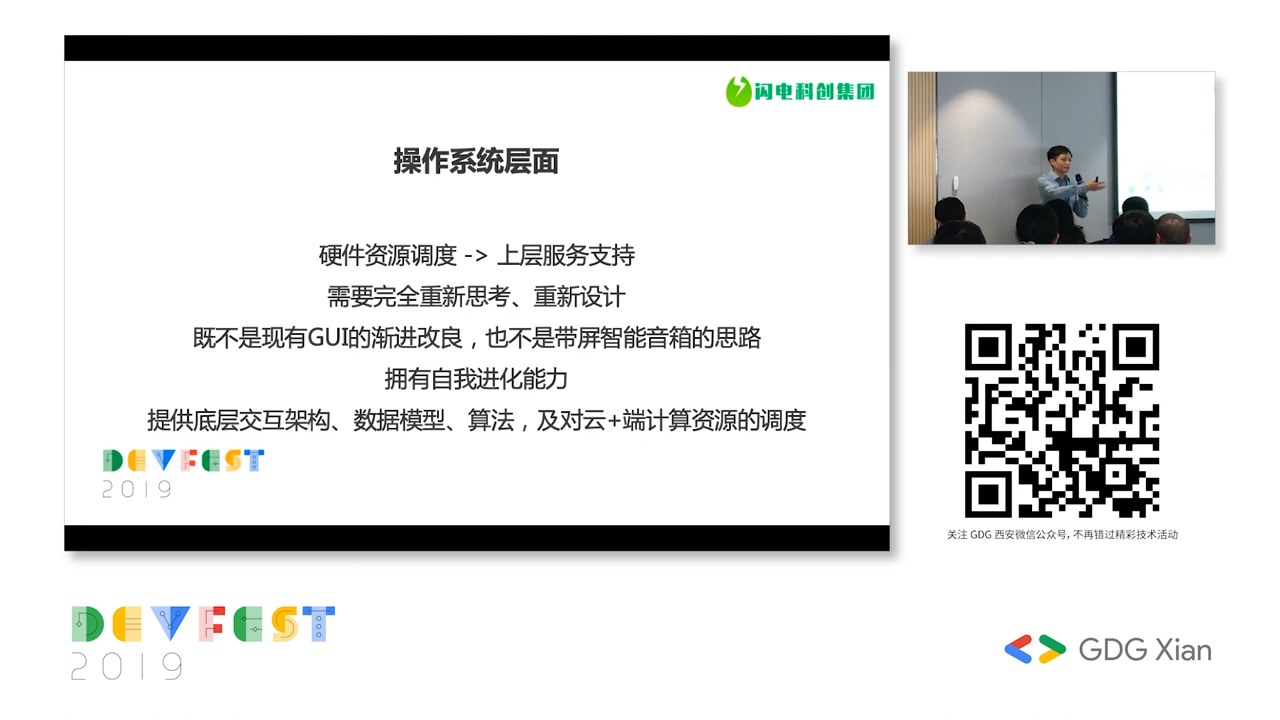 闪电科创集团
操作系统层面
硬件资源调度 -> 上层服务支持
需要完全重新思考、重新设计
既不是现有GUI的渐进改良，也不是带屏智能音箱的思路
拥有自我进化能力
提供底层交互架构、数据模型、算法，及对云+端计算资源的调度
DEVFEST
2019
关注 GDG 西安微信公众号, 不再错过精彩技术活动
DEVFEST
2019
GDG Xian